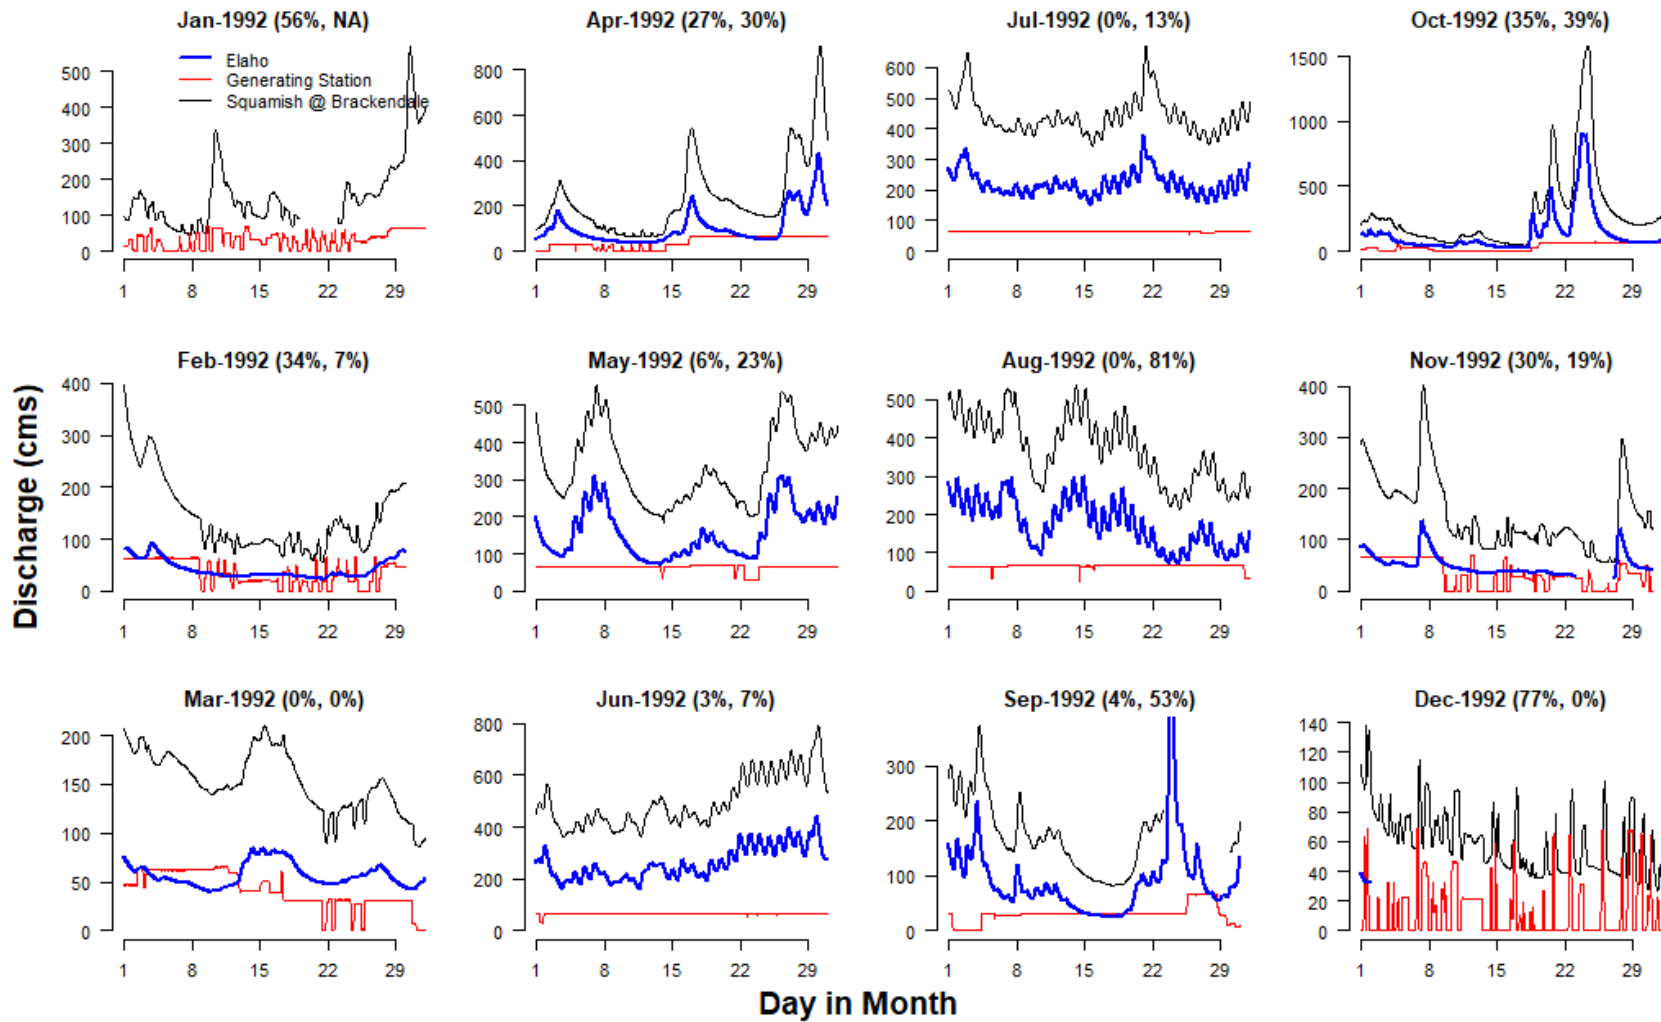 Jan-1992 (56%, NA)
Elaho
Generating Station
Squamish @ Brackendale
500
400
300
200
100
0
1 8 15 22 29
Apr-1992 (27%, 30%)
800
600
400
200
0
1 8 15 22 29
Jul-1992 (0%, 13%)
600
500
400
300
200
100
0
1 8 15 22 29
Oct-1992 (35%, 39%)
1500
1000
500
0
1 8 15 22 29
Discharge (cms)
Feb-1992 (34%, 7%)
400
300
200
100
0
1 8 15 22 29
May-1992 (6%, 23%)
500
400
300
200
100
0
1 8 15 22 29
Aug-1992 (0%, 81%)
500
400
300
200
100
0
1 8 15 22 29
Nov-1992 (30%, 19%)
400
300
200
100
0
1 8 15 22 29
Mar-1992 (0%, 0%)
200
150
100
50
0
1 8 15 22 29
Jun-1992 (3%, 7%)
800
600
400
200
0
1 8 15 22 29
Sep-1992 (4%, 53%)
300
200
100
0
1 8 15 22 29
Dec-1992 (77%, 0%)
140
120
100
80
60
40
20
0
1 8 15 22 29
Day in Month